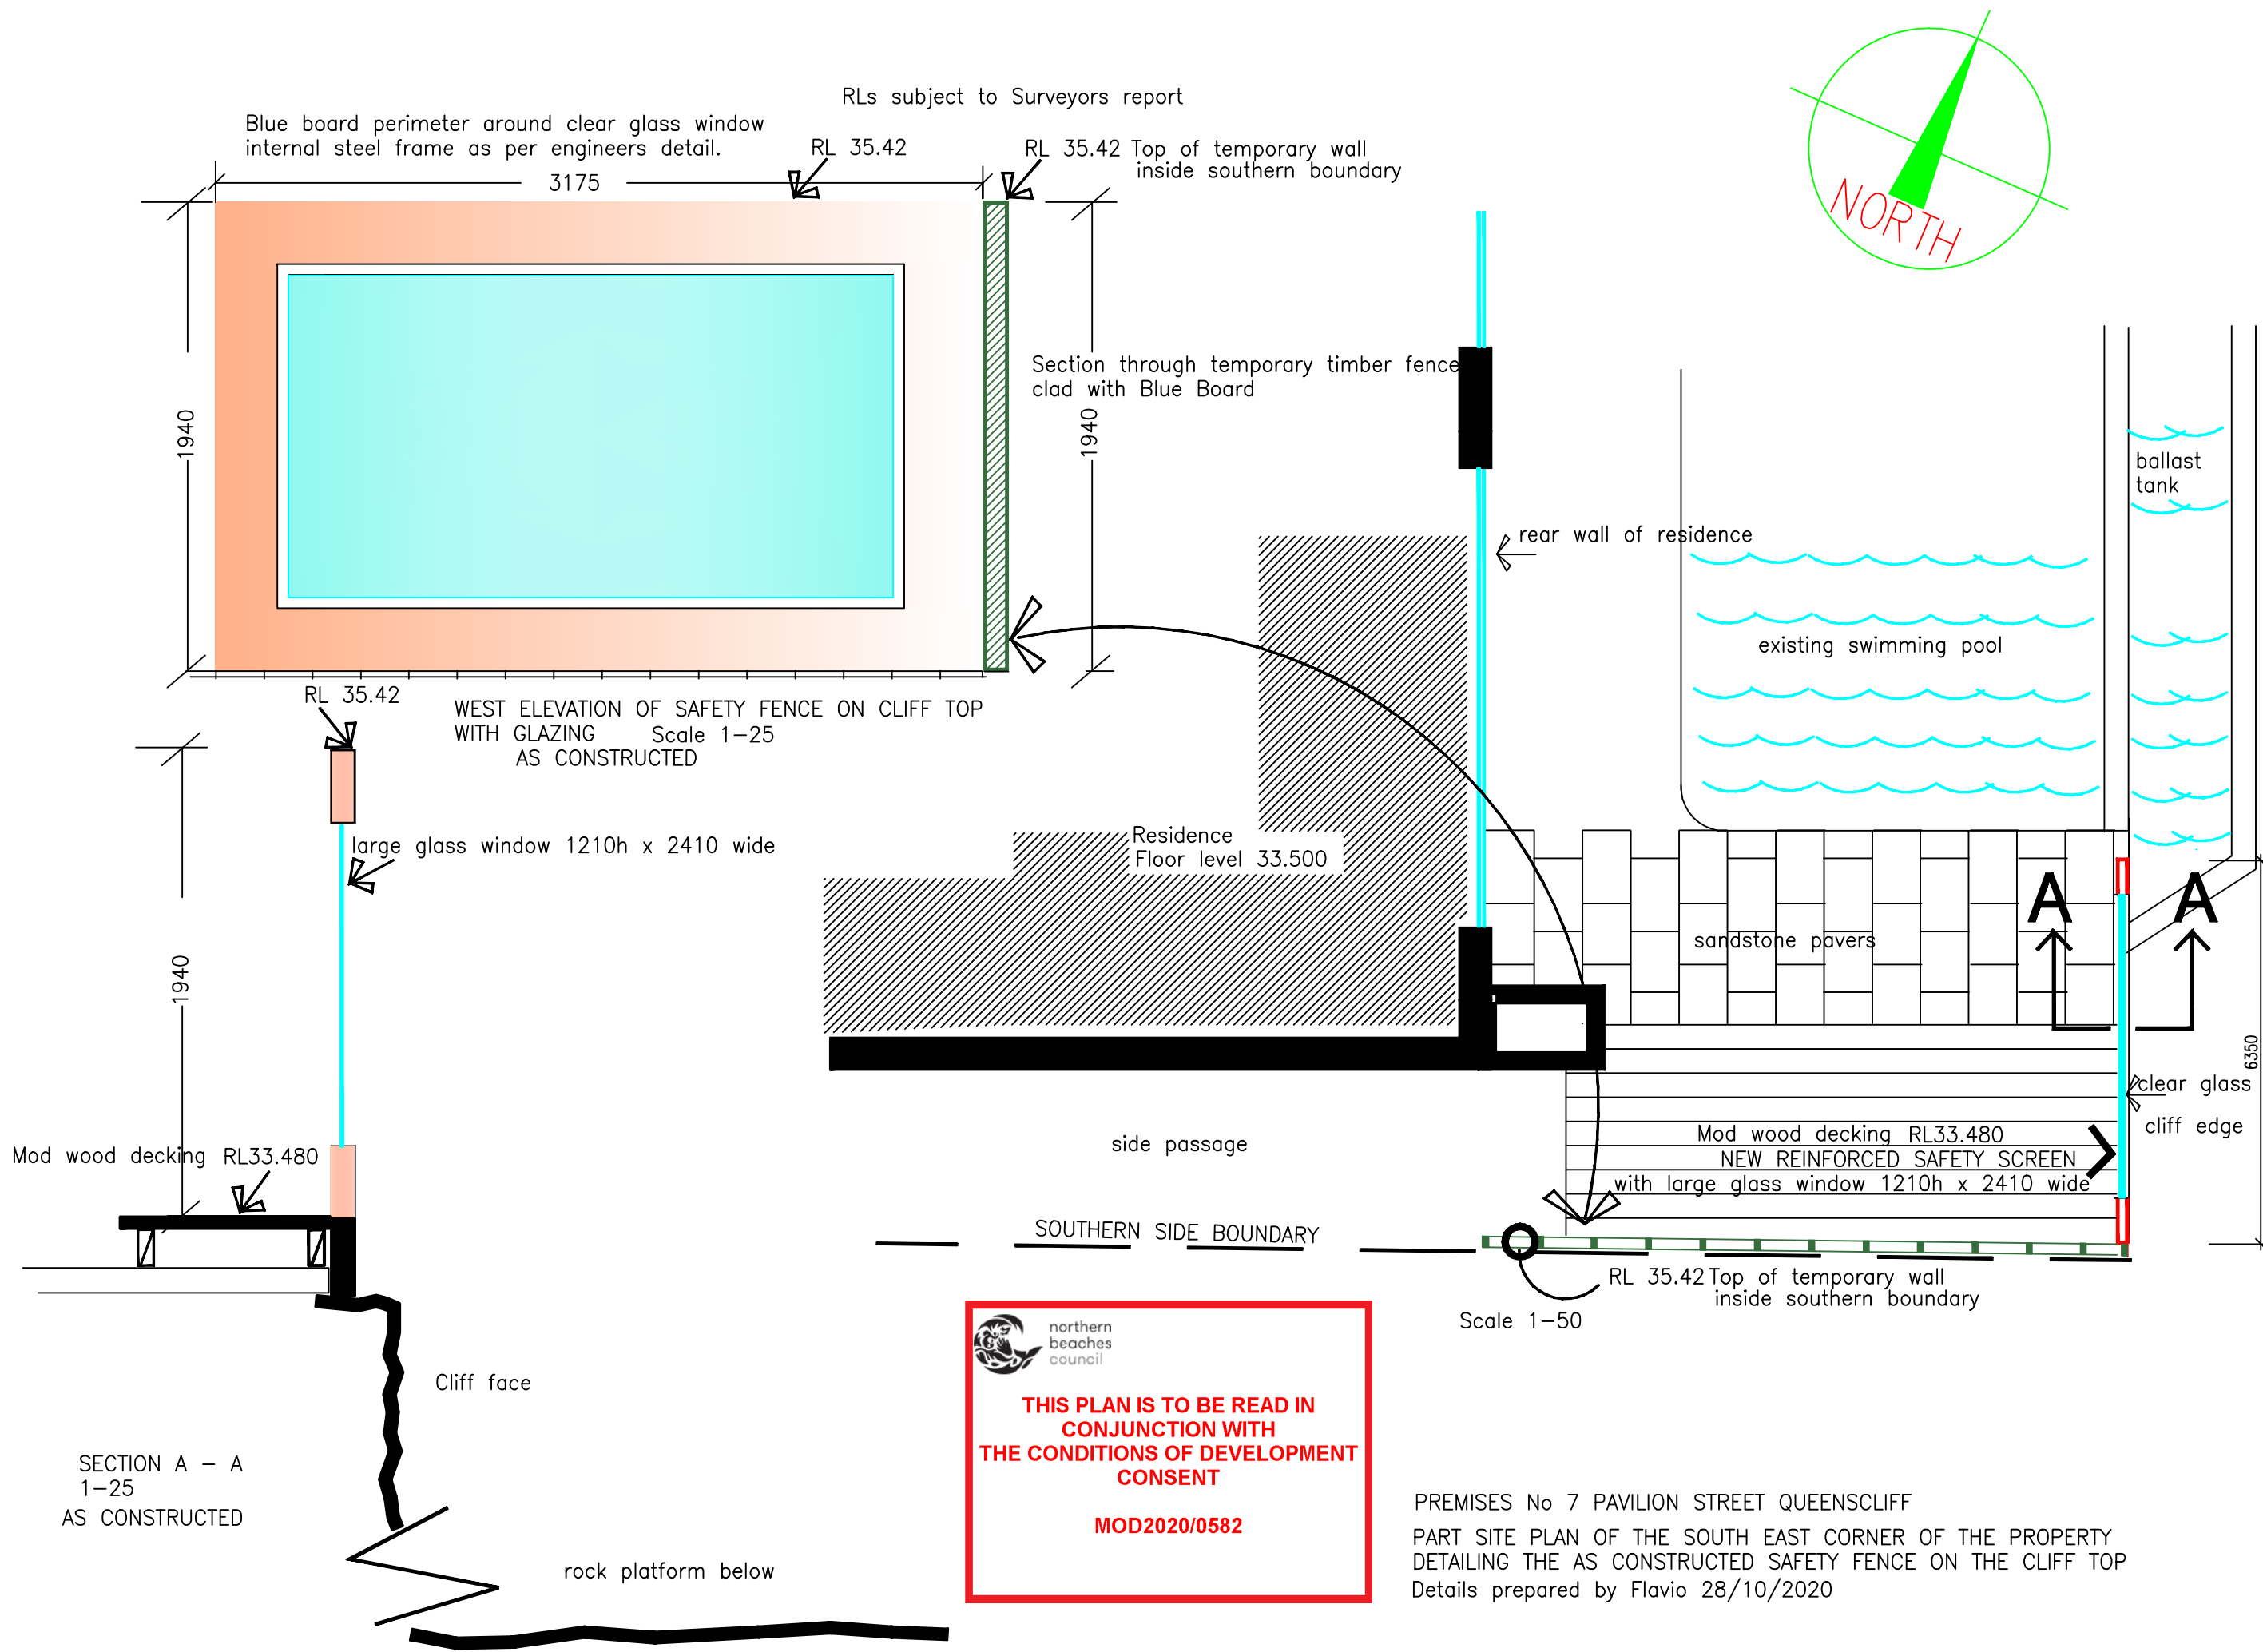 RLs subject to Surveyors report
Blue board perimeter around clear glass window
internal steel frame as per engineers detail.
RL 35.42
RL 35.42 Top of temporary wall
inside southern boundary
3175
NORTH
1940
1940
Section through temporary timber fence
clad with Blue Board
ballast
tank
rear wall of residence
existing swimming pool
RL 35.42
WEST ELEVATION OF SAFETY FENCE ON CLIFF TOP
WITH GLAZING Scale 1-25
AS CONSTRUCTED
large glass window 1210h x 2410 wide
Residence
Floor level 33.500
1940
A A
sandstone pavers
6350
clear glass
cliff edge
Mod wood decking RL33.480
side passage
Mod wood decking RL33.480
NEW REINFORCED SAFETY SCREEN
with large glass window 1210h x 2410 wide
SOUTHERN SIDE BOUNDARY
RL 35.42 Top of temporary wall
inside southern boundary
Scale 1-50
Cliff face
northern
beaches
council
THIS PLAN IS TO BE READ IN
CONJUNCTION WITH
THE CONDITIONS OF DEVELOPMENT
CONSENT
MOD2020/0582
SECTION A - A
1-25
AS CONSTRUCTED
rock platform below
PREMISES No 7 PAVILION STREET QUEENSCLIFF
PART SITE PLAN OF THE SOUTH EAST CORNER OF THE PROPERTY
DETAILING THE AS CONSTRUCTED SAFETY FENCE ON THE CLIFF TOP
Details prepared by Flavio 28/10/2020